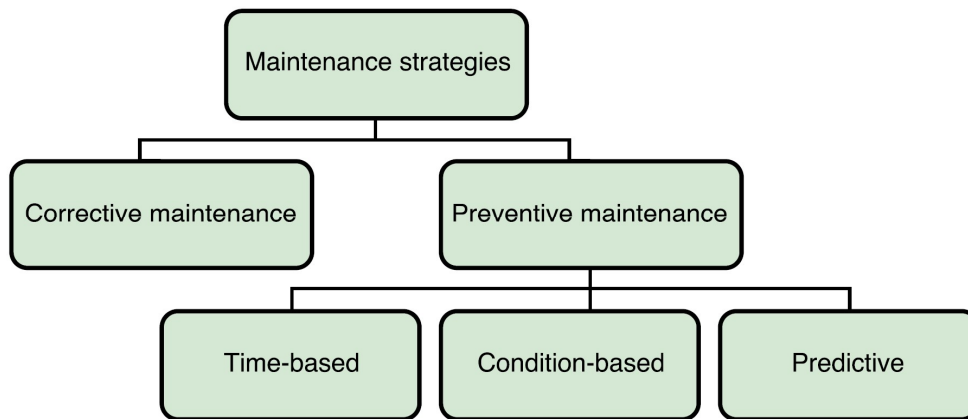 Maintenance strategies
Corrective maintenance
Preventive maintenance
Time-based
Condition-based
Predictive